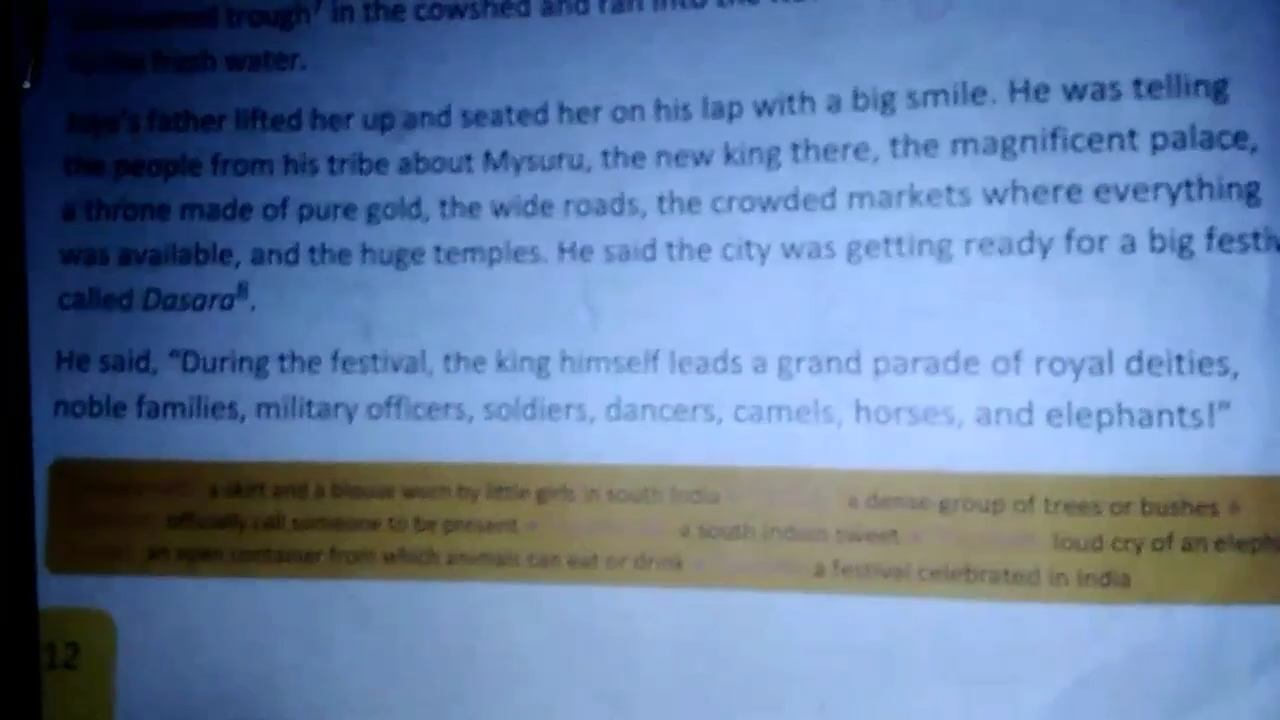 trough⁷ in the cowshed and ran into the
fresh water.
father lifted her up and seated her on his lap with a big smile. He was telling
the people from his tribe about Mysuru, the new king there, the magnificent palace,
a throne made of pure gold, the wide roads, the crowded markets where everything
was available, and the huge temples. He said the city was getting ready for a big
called Dasara⁸.
He said, “During the festival, the king himself leads a grand parade of royal deities,
noble families, military officers, soldiers, dancers, camels, horses, and elephants!”
a skirt and a blouse worn by little girls in south India a dense group of trees or bushes
officially call someone to be present a south Indian sweet loud cry of an
an open container from which animals can eat or drink a festival celebrated in India
12